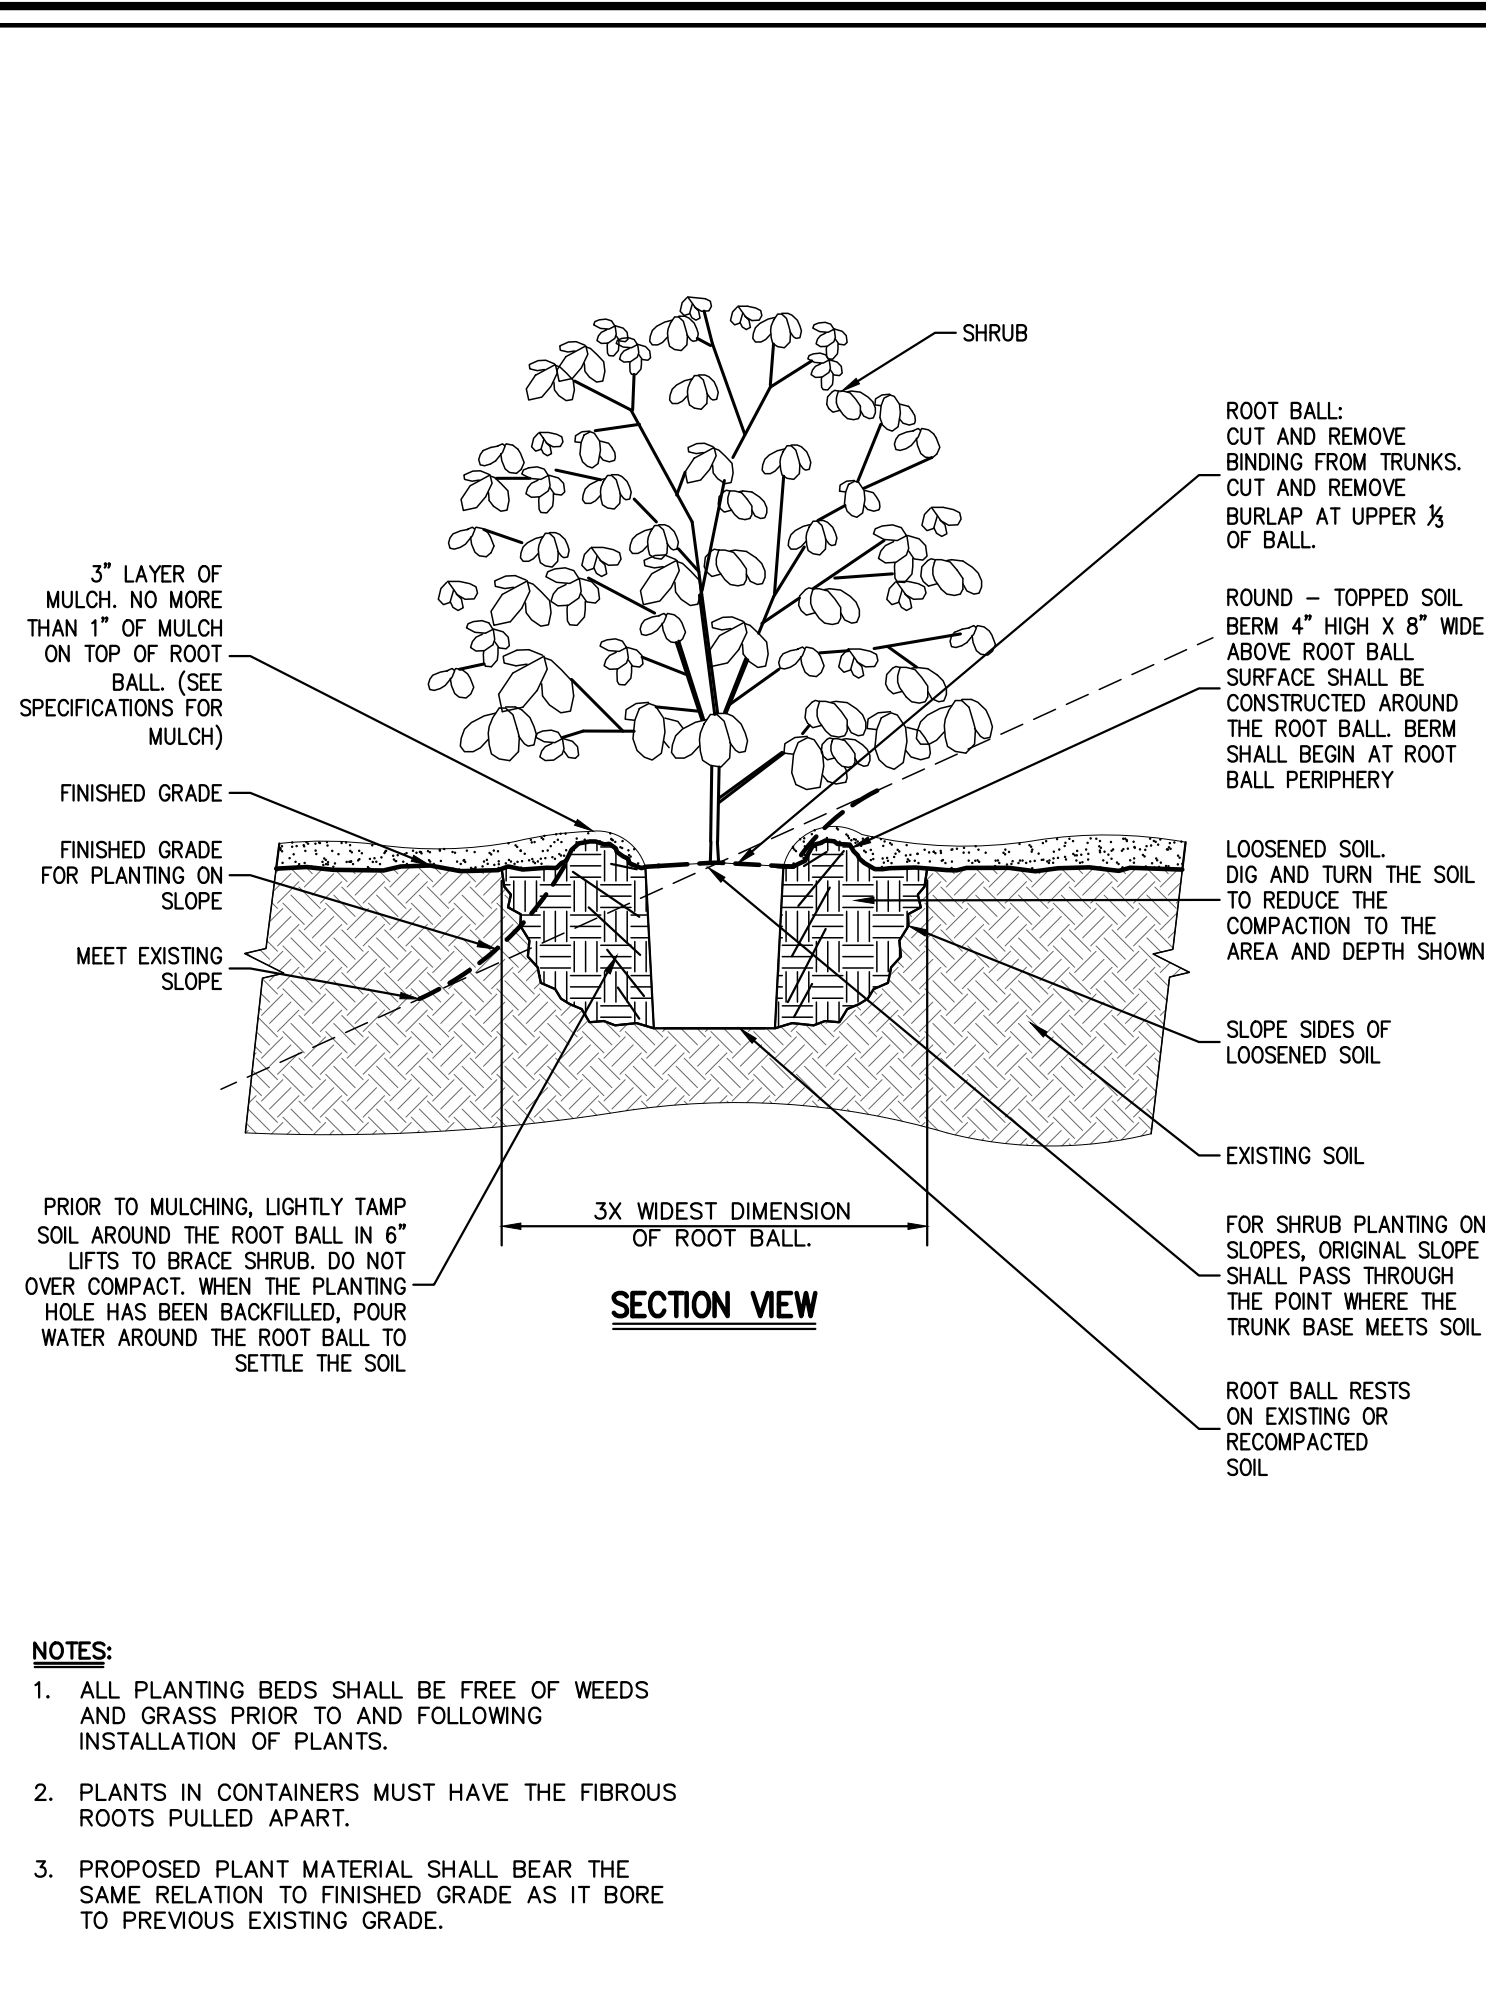 SHRUB
ROOT BALL:
CUT AND REMOVE
BINDING FROM TRUNKS.
CUT AND REMOVE
BURLAP AT UPPER ⅓
OF BALL.
3" LAYER OF
MULCH. NO MORE
THAN 1" OF MULCH
ON TOP OF ROOT
BALL. (SEE
SPECIFICATIONS FOR
MULCH)
ROUND – TOPPED SOIL
BERM 4" HIGH X 8" WIDE
ABOVE ROOT BALL
SURFACE SHALL BE
CONSTRUCTED AROUND
THE ROOT BALL. BERM
SHALL BEGIN AT ROOT
BALL PERIPHERY
FINISHED GRADE
FINISHED GRADE
FOR PLANTING ON
SLOPE
MEET EXISTING
SLOPE
LOOSENED SOIL.
DIG AND TURN THE SOIL
TO REDUCE THE
COMPACTION TO THE
AREA AND DEPTH SHOWN
SLOPE SIDES OF
LOOSENED SOIL
EXISTING SOIL
PRIOR TO MULCHING, LIGHTLY TAMP
SOIL AROUND THE ROOT BALL IN 6"
LIFTS TO BRACE SHRUB. DO NOT
OVER COMPACT. WHEN THE PLANTING
HOLE HAS BEEN BACKFILLED, POUR
WATER AROUND THE ROOT BALL TO
SETTLE THE SOIL
3X WIDEST DIMENSION
OF ROOT BALL.
FOR SHRUB PLANTING ON
SLOPES, ORIGINAL SLOPE
SHALL PASS THROUGH
THE POINT WHERE THE
TRUNK BASE MEETS SOIL
SECTION VIEW
ROOT BALL RESTS
ON EXISTING OR
RECOMPACTED
SOIL
NOTES:
1. ALL PLANTING BEDS SHALL BE FREE OF WEEDS
AND GRASS PRIOR TO AND FOLLOWING
INSTALLATION OF PLANTS.
2. PLANTS IN CONTAINERS MUST HAVE THE FIBROUS
ROOTS PULLED APART.
3. PROPOSED PLANT MATERIAL SHALL BEAR THE
SAME RELATION TO FINISHED GRADE AS IT BORE
TO PREVIOUS EXISTING GRADE.